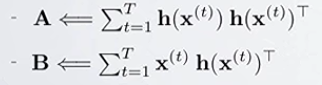 - A ⟸ ∑_{t=1}^{T} h(x^{(t)}) h(x^{(t)})^⊤
- B ⟸ ∑_{t=1}^{T} x^{(t)} h(x^{(t)})^⊤